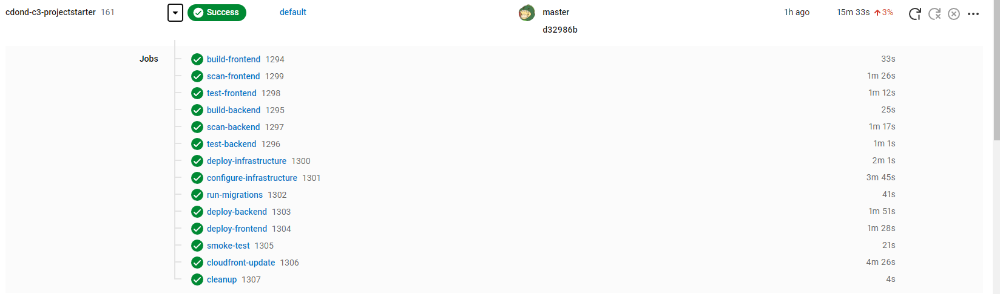 cdond-c3-projectstarter 161 Success default master 1h ago 15m 33s 3%
d32986b
Jobs build-frontend 1294 33s
scan-frontend 1299 1m 26s
test-frontend 1298 1m 12s
build-backend 1295 25s
scan-backend 1297 1m 17s
test-backend 1296 1m 1s
deploy-infrastructure 1300 2m 1s
configure-infrastructure 1301 3m 45s
run-migrations 1302 41s
deploy-backend 1303 1m 51s
deploy-frontend 1304 1m 28s
smoke-test 1305 21s
cloudfront-update 1306 4m 26s
cleanup 1307 4s